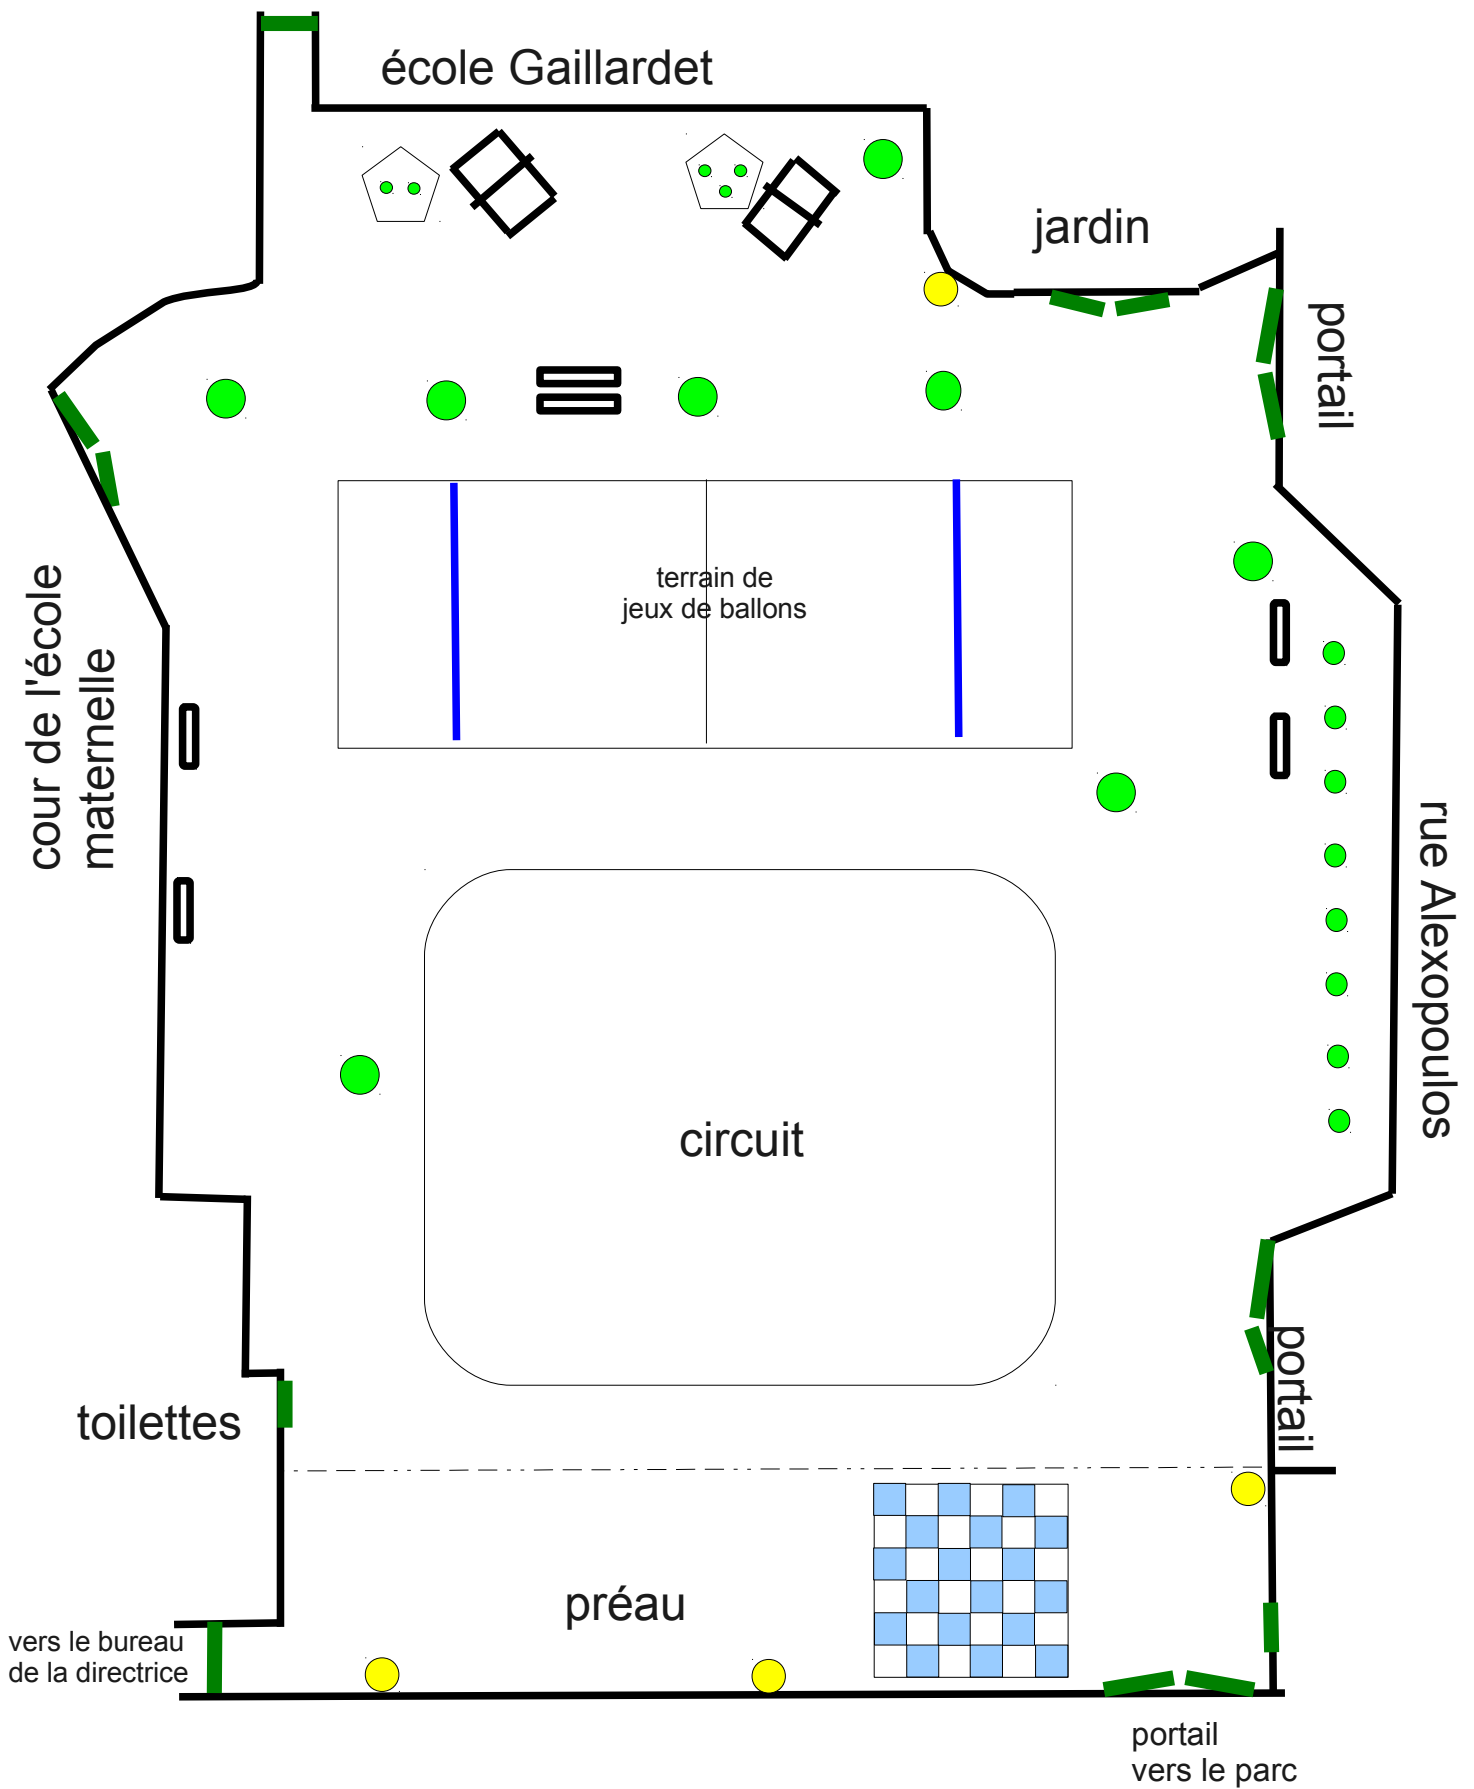 école Gaillardet
jardin
portail
terrain de
jeux de ballons
cour de l'école
maternelle
rue Alexopoulos
circuit
portail
toilettes
préau
vers le bureau
de la directrice
portail
vers le parc